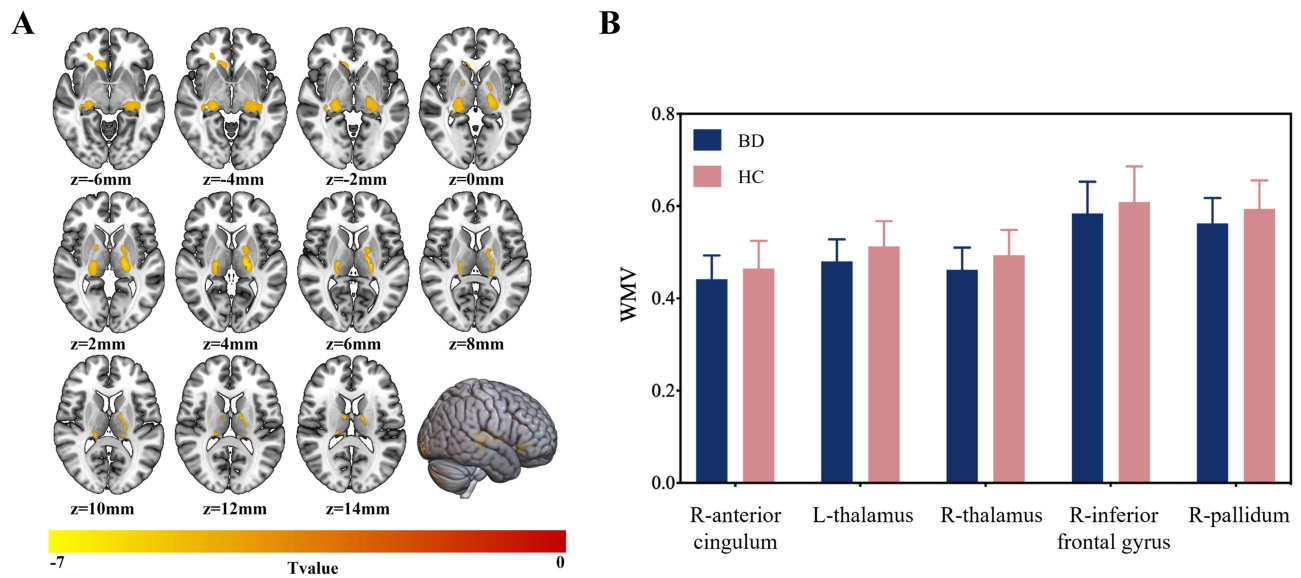 A
z=-6mm z=-4mm z=-2mm z=0mm
z=2mm z=4mm z=6mm z=8mm
z=10mm z=12mm z=14mm
-7 0
Tvalue
B
0.8
0.6
0.4
0.2
0.0
WMV
BD
HC
R-anterior
cingulum
L-thalamus
R-thalamus
R-inferior
frontal gyrus
R-pallidum